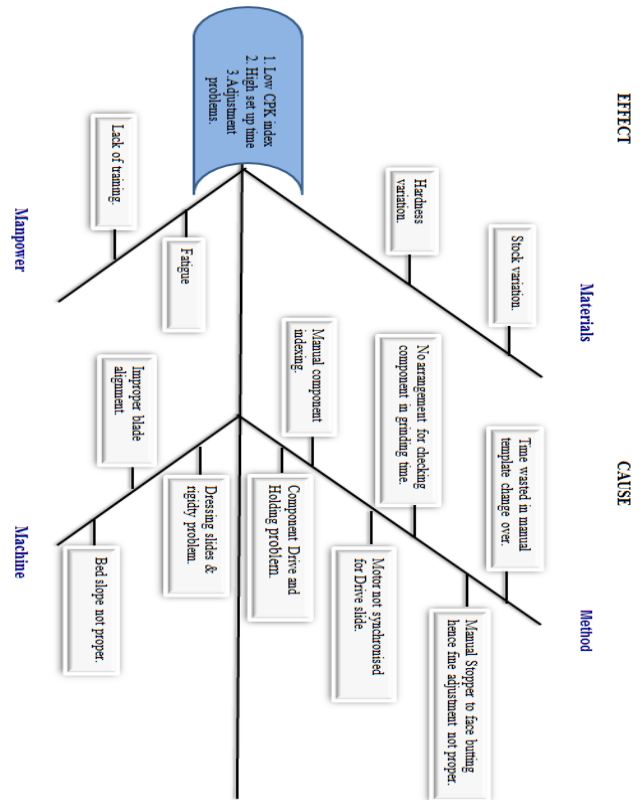 EFFECT
CAUSE
Materials
Method
Stock variation.
Hardness
variation.
Time wasted in manual
template change over.
No arrangement for checking
component in grinding time.
Manual component
indexing.
Manual Stopper to face butting
hence fine adjustment not proper.
Motor not synchronised
for Drive slide.
Component Drive and
Holding problem.
1. Low CPK index
2. High set up time
3.Adjustment
problems.
Fatigue
Lack of training.
Dressing slides &
rigidty problem.
Improper blade
alignment.
Bed slope not proper.
Manpower
Machine